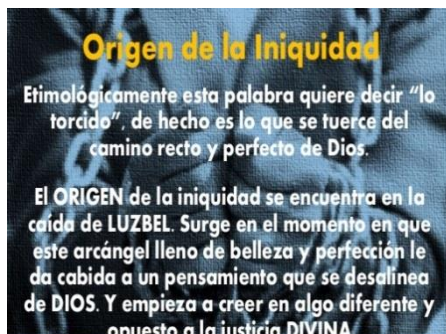 Origen de la Iniquidad
Etimológicamente esta palabra quiere decir “lo
torcido”, de hecho es lo que se tuerce del
camino recto y perfecto de Dios.
El ORIGEN de la iniquidad se encuentra en la
caída de LUZBEL. Surge en el momento en que
este arcángel lleno de belleza y perfección le
da cabida a un pensamiento que se desalinea
de DIOS. Y empieza a creer en algo diferente y
opuesto a la justicia DIVINA